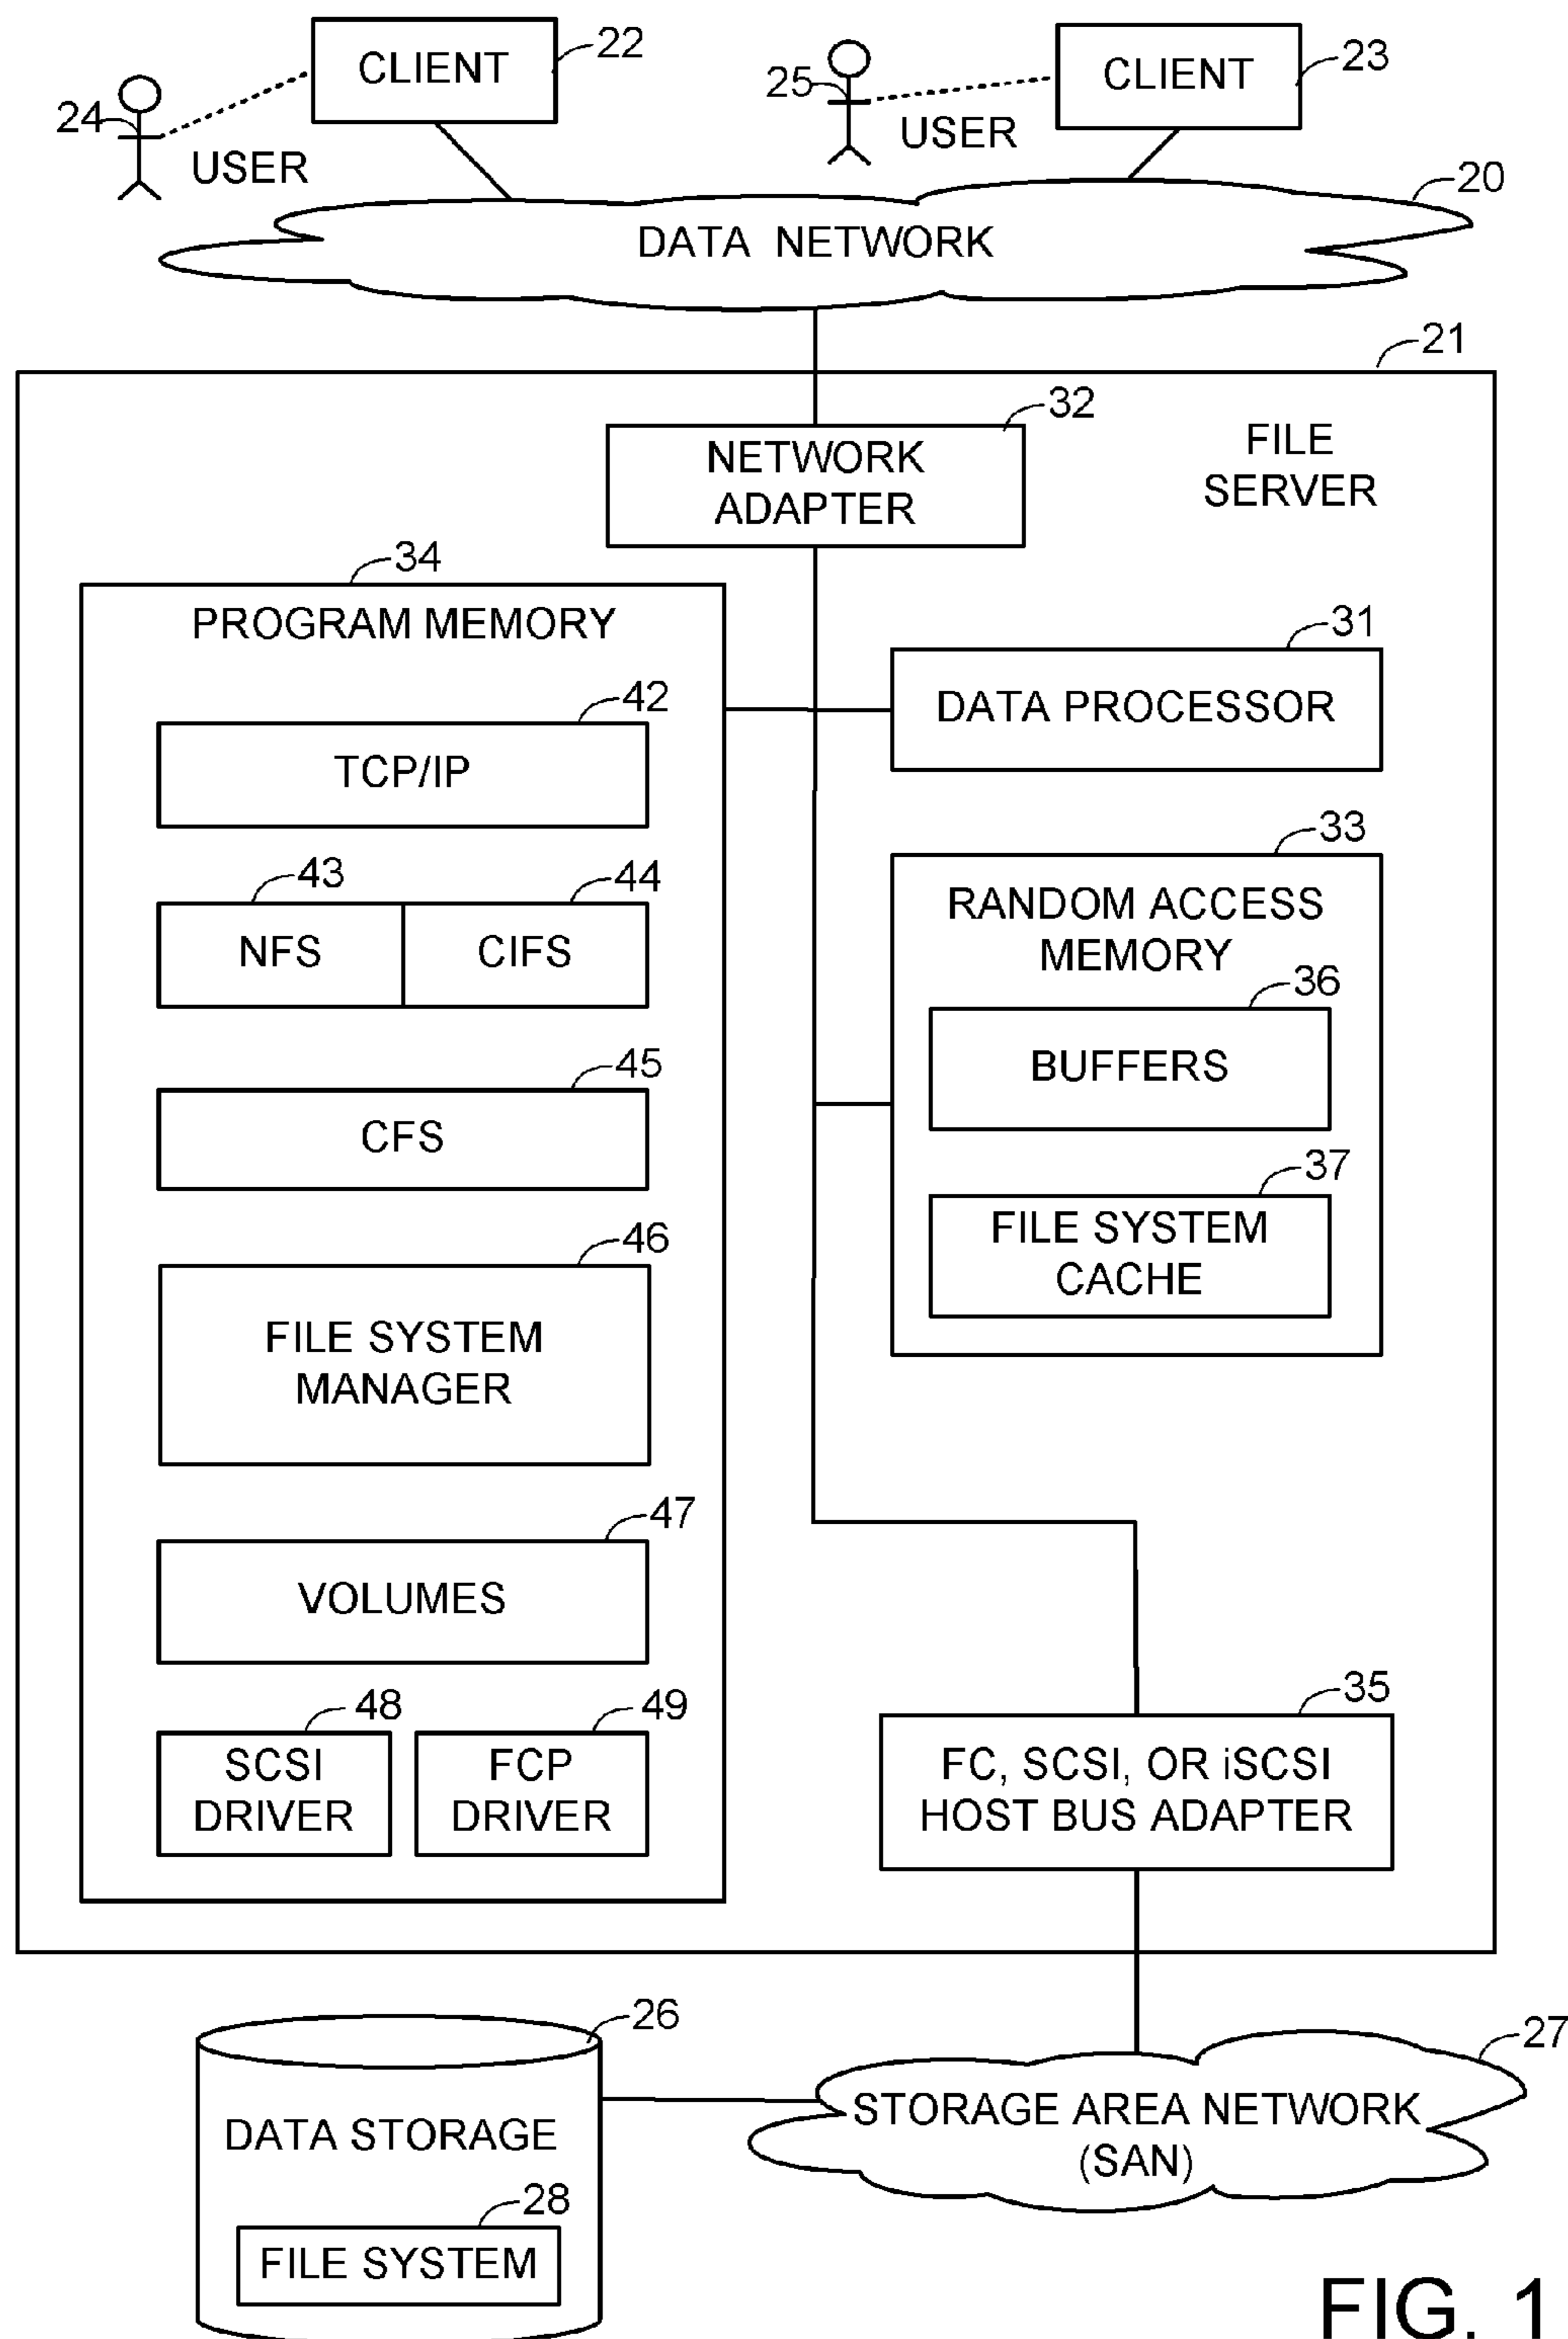 CLIENT
22
CLIENT
23
24
USER
25
USER
20
DATA NETWORK
21
32
NETWORK
ADAPTER
FILE
SERVER
34
PROGRAM MEMORY
31
DATA PROCESSOR
42
TCP/IP
43
NFS
44
CIFS
33
RANDOM ACCESS
MEMORY
36
BUFFERS
45
CFS
37
FILE SYSTEM
CACHE
46
FILE SYSTEM
MANAGER
47
VOLUMES
48
SCSI
DRIVER
49
FCP
DRIVER
35
FC, SCSI, OR iSCSI
HOST BUS ADAPTER
26
DATA STORAGE
27
STORAGE AREA NETWORK
(SAN)
28
FILE SYSTEM
FIG. 1